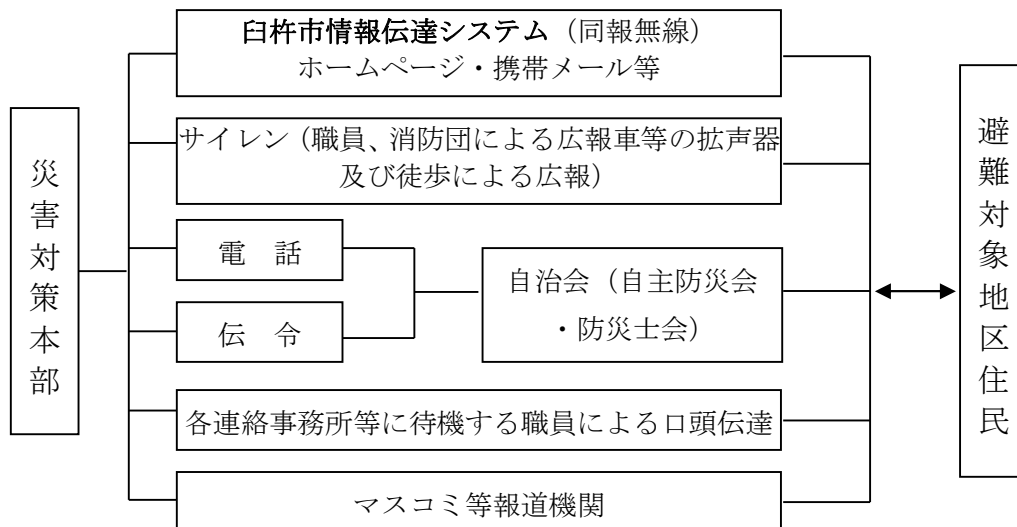 臼杵市情報伝達システム（同報無線）
ホームページ・携帯メール等
サイレン（職員、消防団による広報車等の拡声器
及び徒歩による広報）
災害対策本部
電　話
伝　令
自治会（自主防災会
・防災士会）
各連絡事務所等に待機する職員による口頭伝達
マスコミ等報道機関
避難対象地区住民